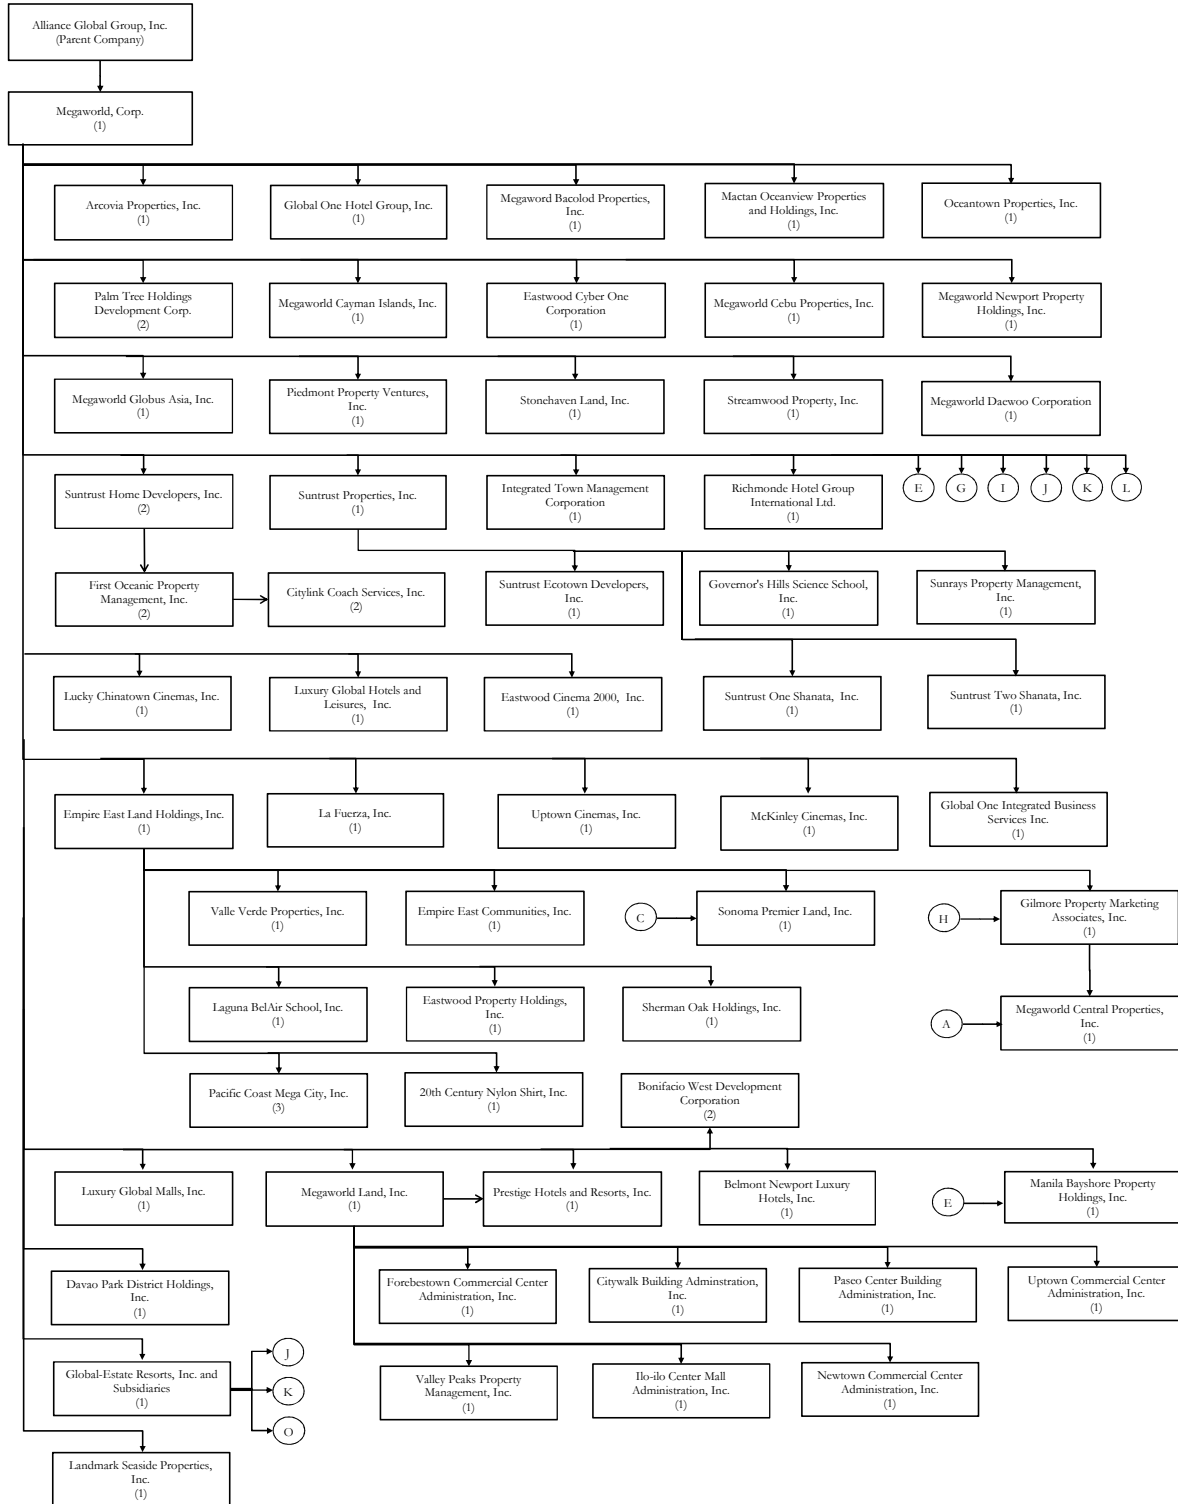 Alliance Global Group, Inc.
(Parent Company)
Megaworld, Corp.
(1)
Arcovia Properties, Inc.
(1)
Global One Hotel Group, Inc.
(1)
Megaword Bacolod Properties,
Inc.
(1)
Mactan Oceanview Properties
and Holdings, Inc.
(1)
Oceantown Properties, Inc.
(1)
Palm Tree Holdings
Development Corp.
(2)
Megaworld Cayman Islands, Inc.
(1)
Eastwood Cyber One
Corporation
(1)
Megaworld Cebu Properties, Inc.
(1)
Megaworld Newport Property
Holdings, Inc.
(1)
Megaworld Globus Asia, Inc.
(1)
Piedmont Property Ventures,
Inc.
(1)
Stonehaven Land, Inc.
(1)
Streamwood Property, Inc.
(1)
Megaworld Daewoo Corporation
(1)
Suntrust Home Developers, Inc.
(2)
Suntrust Properties, Inc.
(1)
Integrated Town Management
Corporation
(1)
Richmonde Hotel Group
International Ltd.
(1)
E
G
I
J
K
L
First Oceanic Property
Management, Inc.
(2)
Citylink Coach Services, Inc.
(2)
Suntrust Ecotown Developers,
Inc.
(1)
Governor's Hills Science School,
Inc.
(1)
Sunrays Property Management,
Inc.
(1)
Lucky Chinatown Cinemas, Inc.
(1)
Luxury Global Hotels and
Leisures, Inc.
(1)
Eastwood Cinema 2000, Inc.
(1)
Suntrust One Shanata, Inc.
(1)
Suntrust Two Shanata, Inc.
(1)
Empire East Land Holdings, Inc.
(1)
La Fuerza, Inc.
(1)
Uptown Cinemas, Inc.
(1)
McKinley Cinemas, Inc.
(1)
Global One Integrated Business
Services Inc.
(1)
Valle Verde Properties, Inc.
(1)
Empire East Communities, Inc.
(1)
C
Sonoma Premier Land, Inc.
(1)
H
Gilmore Property Marketing
Associates, Inc.
(1)
Laguna BelAir School, Inc.
(1)
Eastwood Property Holdings,
Inc.
(1)
Sherman Oak Holdings, Inc.
(1)
A
Megaworld Central Properties,
Inc.
(1)
Pacific Coast Mega City, Inc.
(3)
20th Century Nylon Shirt, Inc.
(1)
Bonifacio West Development
Corporation
(2)
Luxury Global Malls, Inc.
(1)
Megaworld Land, Inc.
(1)
Prestige Hotels and Resorts, Inc.
(1)
Belmont Newport Luxury
Hotels, Inc.
(1)
E
Manila Bayshore Property
Holdings, Inc.
(1)
Davao Park District Holdings,
Inc.
(1)
Forebestown Commercial Center
Administration, Inc.
(1)
Citywalk Building Adminstration,
Inc.
(1)
Paseo Center Building
Administration, Inc.
(1)
Uptown Commercial Center
Administration, Inc.
(1)
Global-Estate Resorts, Inc. and
Subsidiaries
(1)
J
K
O
Valley Peaks Property
Management, Inc.
(1)
Ilo-ilo Center Mall
Administration, Inc.
(1)
Newtown Commercial Center
Administration, Inc.
(1)
Landmark Seaside Properties,
Inc.
(1)